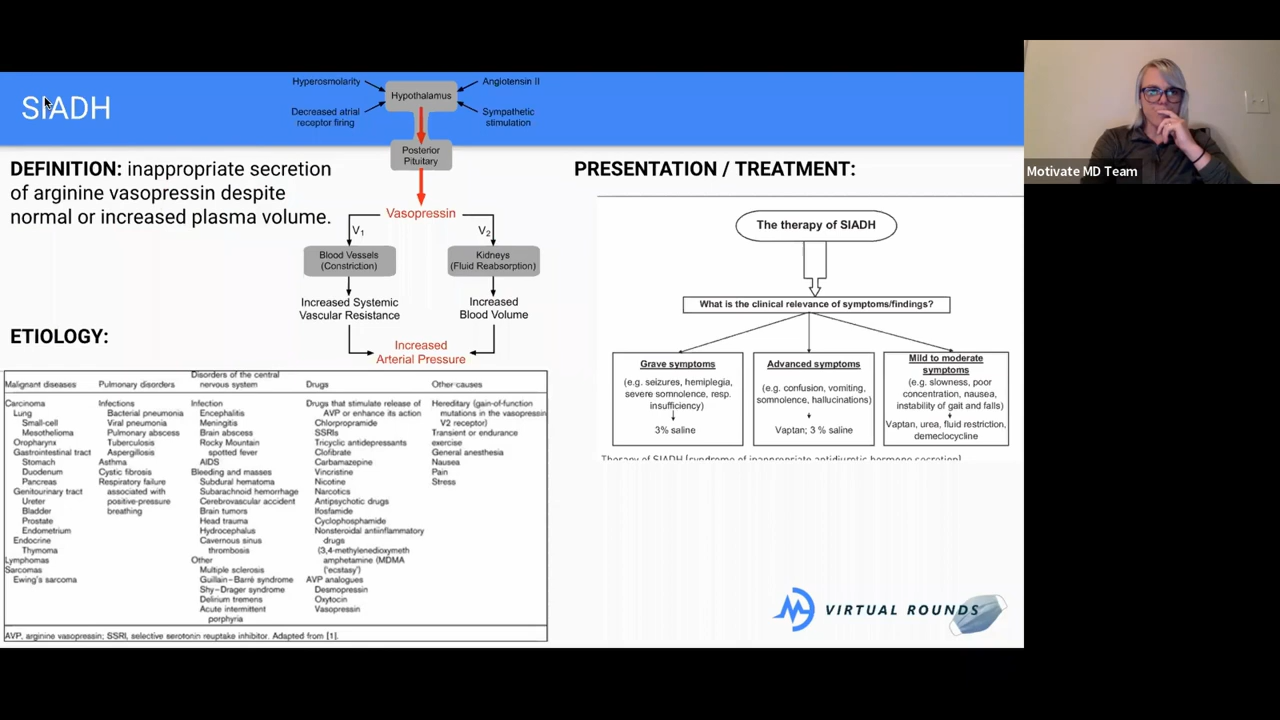 SIADH
Hyperosmolarity
Angiotensin II
Hypothalamus
Decreased atrial
receptor firing
Sympathetic
stimulation
Posterior
Pituitary
Vasopressin
V1
V2
Blood Vessels
(Constriction)
Kidneys
(Fluid Reabsorption)
Increased Systemic
Vascular Resistance
Increased
Blood Volume
Increased
Arterial Pressure
DEFINITION: inappropriate secretion
of arginine vasopressin despite
normal or increased plasma volume.
ETIOLOGY:
Malignant diseases
Carcinoma
Lung
Small-cell
Mesothelioma
Oropharynx
Gastrointestinal tract
Stomach
Duodenum
Pancreas
Genitourinary tract
Ureter
Bladder
Prostate
Endometrium
Endocrine
Thymoma
Lymphomas
Sarcomas
Ewing's sarcoma
Pulmonary disorders
Infections
Bacterial pneumonia
Viral pneumonia
Pulmonary abscess
Tuberculosis
Aspergillosis
Asthma
Cystic fibrosis
Respiratory failure
associated with
positive-pressure
breathing
Disorders of the central
nervous system
Infection
Encephalitis
Meningitis
Brain abscess
Rocky Mountain
spotted fever
AIDS
Bleeding and masses
Subdural hematoma
Subarachnoid hemorrhage
Cerebrovascular accident
Brain tumors
Head trauma
Hydrocephalus
Cavernous sinus
thrombosis
Other
Multiple sclerosis
Guillain-Barré syndrome
Shy-Drager syndrome
Delirium tremens
Acute intermittent
porphyria
Drugs
Drugs that stimulate release of
AVP or enhance its action
Chlorpropramide
SSRIs
Tricyclic antidepressants
Clofibrate
Carbamazepine
Vincristine
Nicotine
Narcotics
Antipsychotic drugs
Ifosfamide
Cyclophosphamide
Nonsteroidal antiinflammatory
drugs
(3,4-methylenedioxymeth
amphetamine (MDMA
('ecstasy')
AVP analogues
Desmopressin
Oxytocin
Vasopressin
Other causes
Hereditary (gain-of-function
mutations in the vasopressin
V2 receptor)
Transient or endurance
exercise
General anesthesia
Nausea
Pain
Stress
AVP, arginine vasopressin; SSRI, selective serotonin reuptake inhibitor. Adapted from [1].
PRESENTATION / TREATMENT:
The therapy of SIADH
What is the clinical relevance of symptoms/findings?
Grave symptoms
(e.g. seizures, hemiplegia,
severe somnolence, resp.
insufficiency)
3% saline
Advanced symptoms
(e.g. confusion, vomiting,
somnolence, hallucinations)
Vaptan; 3 % saline
Mild to moderate
symptoms
(e.g. slowness, poor
concentration, nausea,
instability of gait and falls)
Vaptan, urea, fluid restriction,
demeclocycline
Therapy of SIADH [syndrome of inappropriate antidiuretic hormone secretion]
VIRTUAL ROUNDS
Motivate MD Team